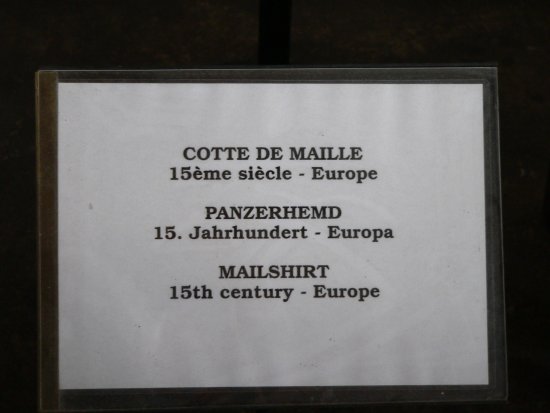 COTTE DE MAILLE
15ème siècle - Europe
PANZERHEMD
15. Jahrhundert - Europa
MAILSHIRT
15th century - Europe